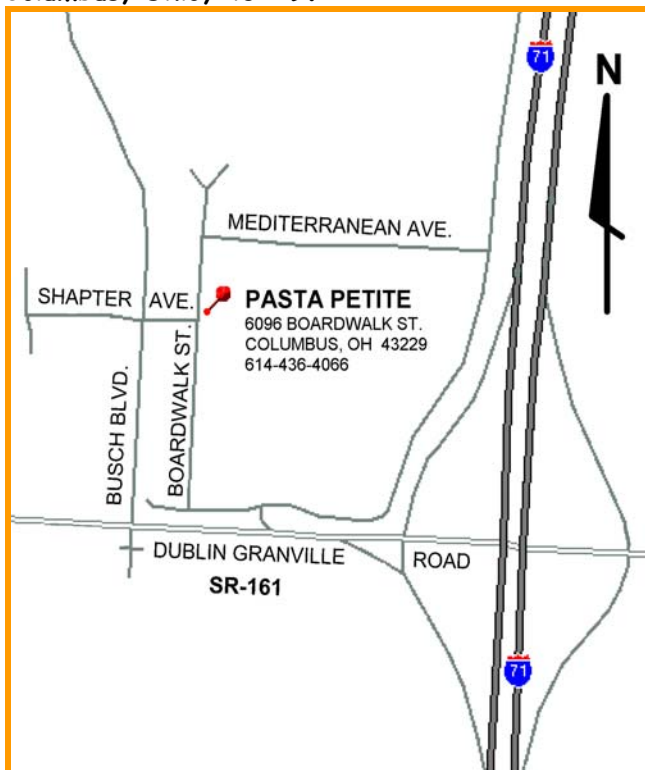 71
N
MEDITERRANEAN AVE.
SHAPTER AVE.
PASTA PETITE
6096 BOARDWALK ST.
COLUMBUS, OH 43229
614-436-4066
BUSCH BLVD.
BOARDWALK ST.
DUBLIN GRANVILLE ROAD
SR-161
71